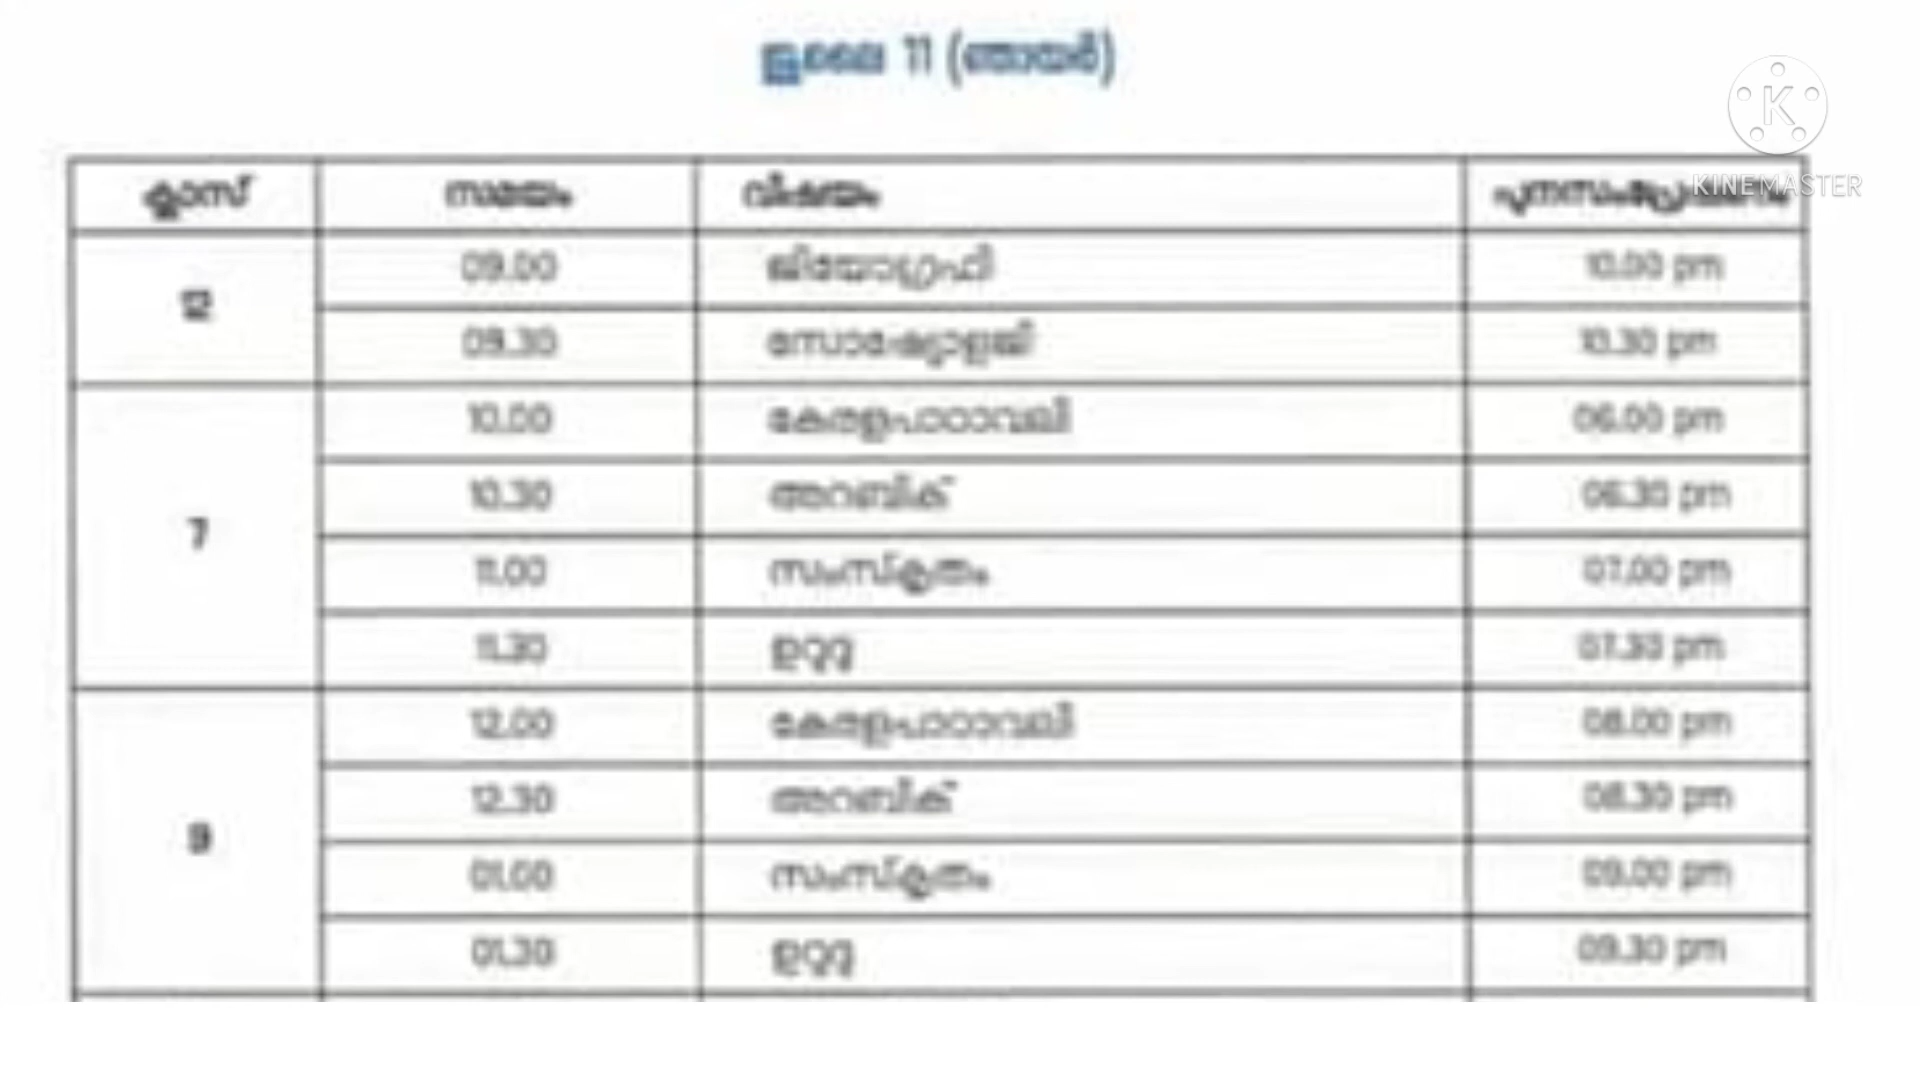 ജൂലൈ 11 (ഞായർ)
KINEMASTER
ക്ലാസ് സമയം വിഷയം പുനസംപ്രേഷണം
12 09.00 ജിയോഗ്രഫി 10.00 pm
09.30 സോഷ്യോളജി 10.30 pm
7 10.00 കേരളപാഠാവലി 06.00 pm
10.30 അറബിക് 06.30 pm
11.00 സംസ്കൃതം 07.00 pm
11.30 ഉറുദു 07.30 pm
9 12.00 കേരളപാഠാവലി 08.00 pm
12.30 അറബിക് 08.30 pm
01.00 സംസ്കൃതം 09.00 pm
01.30 ഉറുദു 09.30 pm